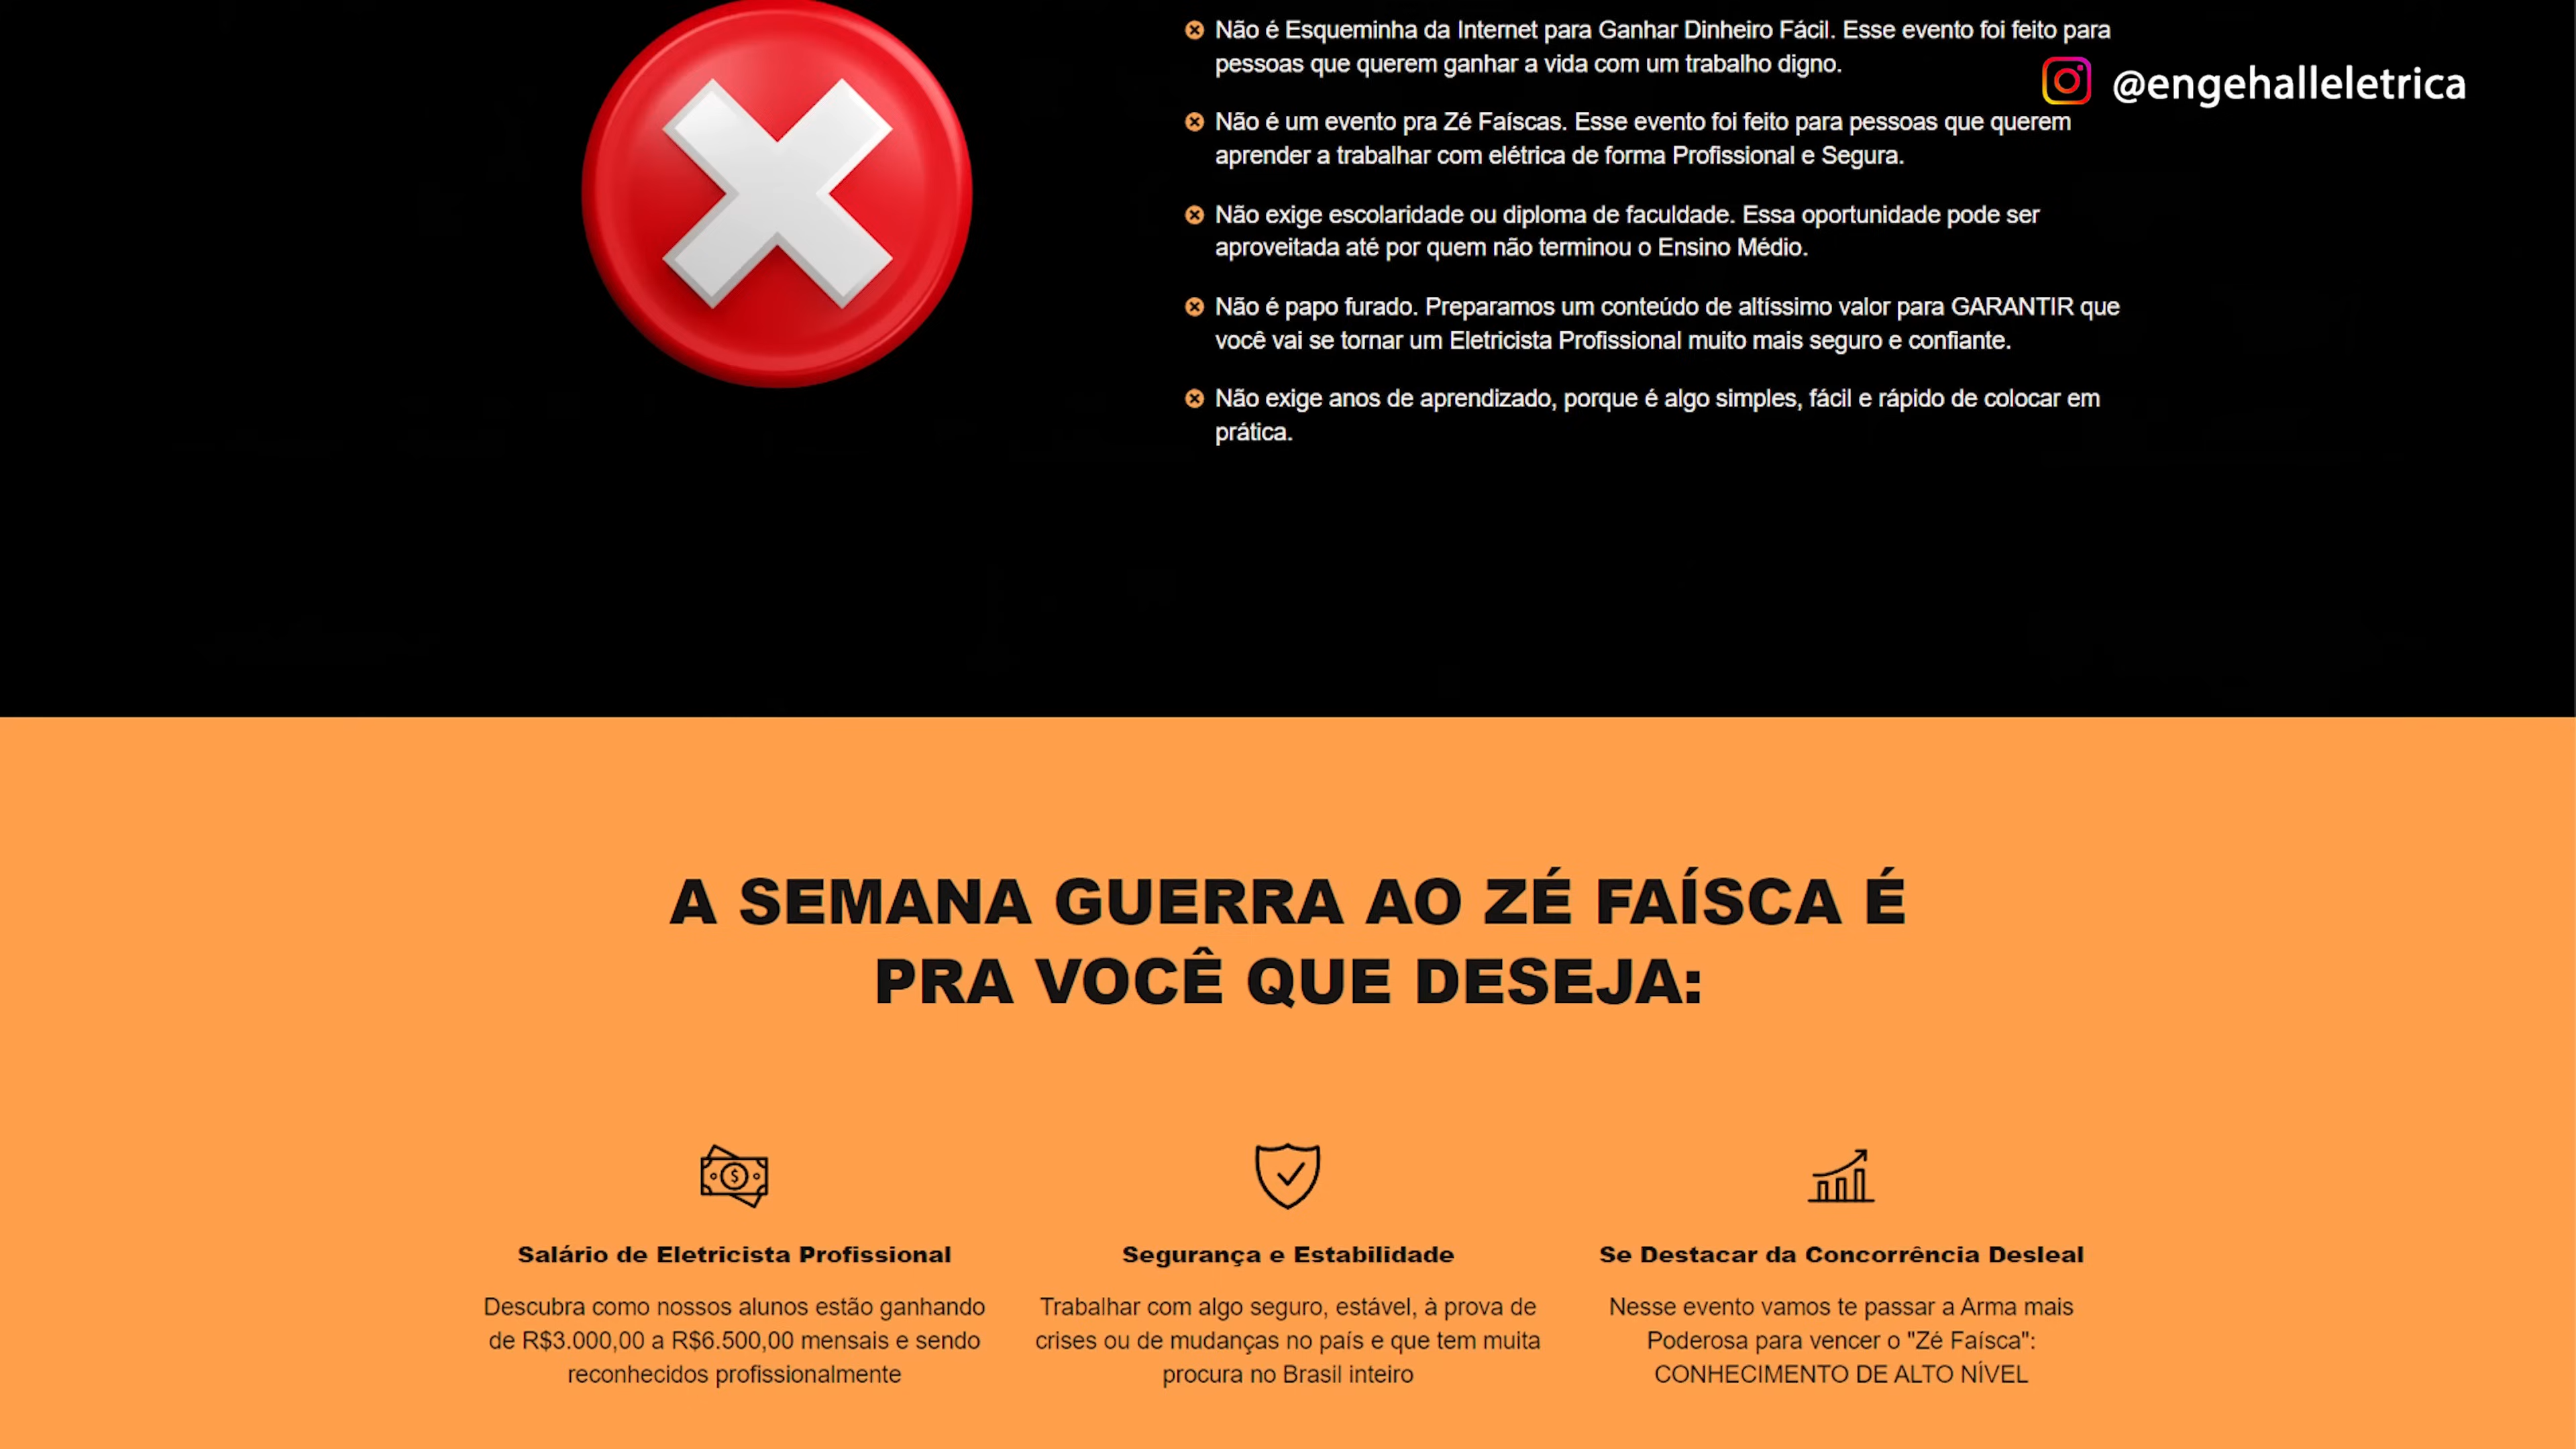 Não é Esqueminha da Internet para Ganhar Dinheiro Fácil. Esse evento foi feito para
pessoas que querem ganhar a vida com um trabalho digno.
@engehalleletrica
Não é um evento pra Zé Faíscas. Esse evento foi feito para pessoas que querem
aprender a trabalhar com elétrica de forma Profissional e Segura.
Não exige escolaridade ou diploma de faculdade. Essa oportunidade pode ser
aproveitada até por quem não terminou o Ensino Médio.
Não é papo furado. Preparamos um conteúdo de altíssimo valor para GARANTIR que
você vai se tornar um Eletricista Profissional muito mais seguro e confiante.
Não exige anos de aprendizado, porque é algo simples, fácil e rápido de colocar em
prática.
A SEMANA GUERRA AO ZÉ FAÍSCA É
PRA VOCÊ QUE DESEJA:
Salário de Eletricista Profissional
Descubra como nossos alunos estão ganhando
de R$3.000,00 a R$6.500,00 mensais e sendo
reconhecidos profissionalmente
Segurança e Estabilidade
Trabalhar com algo seguro, estável, à prova de
crises ou de mudanças no país e que tem muita
procura no Brasil inteiro
Se Destacar da Concorrência Desleal
Nesse evento vamos te passar a Arma mais
Poderosa para vencer o "Zé Faísca":
CONHECIMENTO DE ALTO NÍVEL